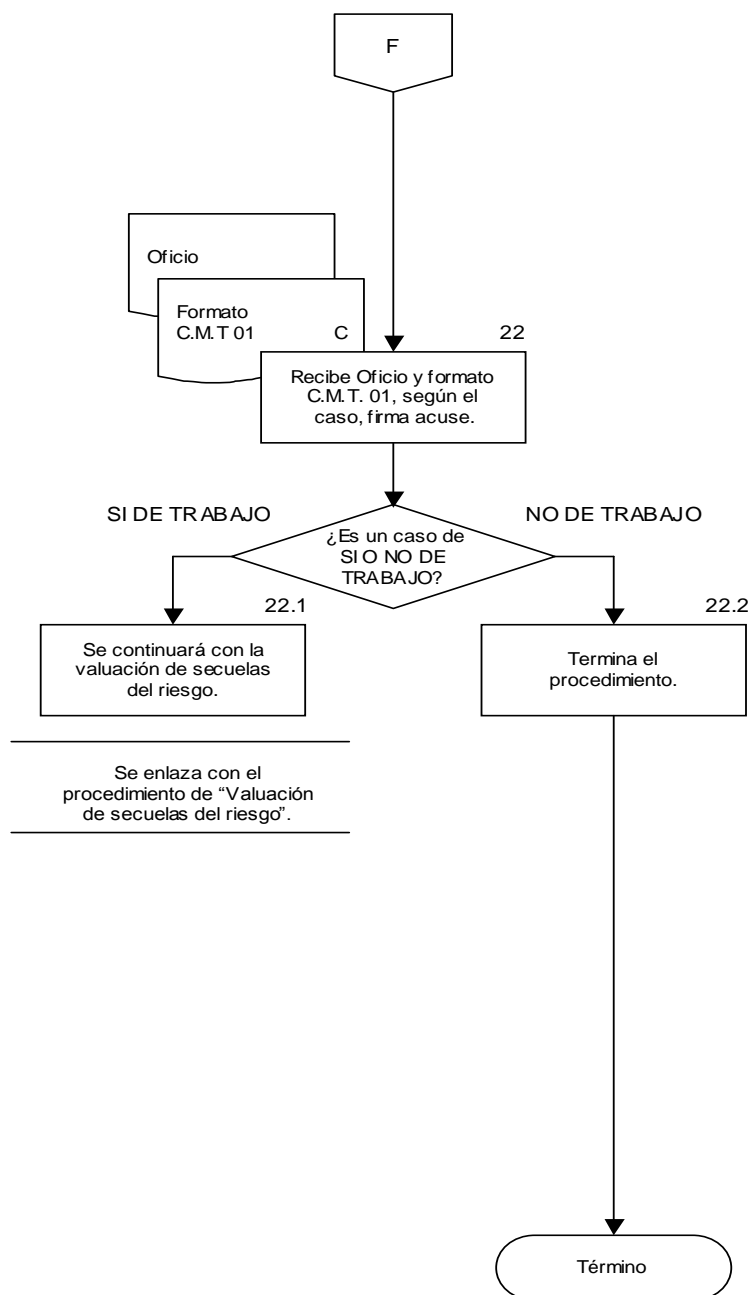 F
Oficio
Formato
C.M.T 01 C
22
Recibe Oficio y formato
C.M.T. 01, según el
caso, firma acuse.
SI DE TRABAJO
NO DE TRABAJO
¿Es un caso de
SI O NO DE
TRABAJO?
22.1
Se continuará con la
valuación de secuelas
del riesgo.
22.2
Termina el
procedimiento.
Se enlaza con el
procedimiento de “Valuación
de secuelas del riesgo”.
Término